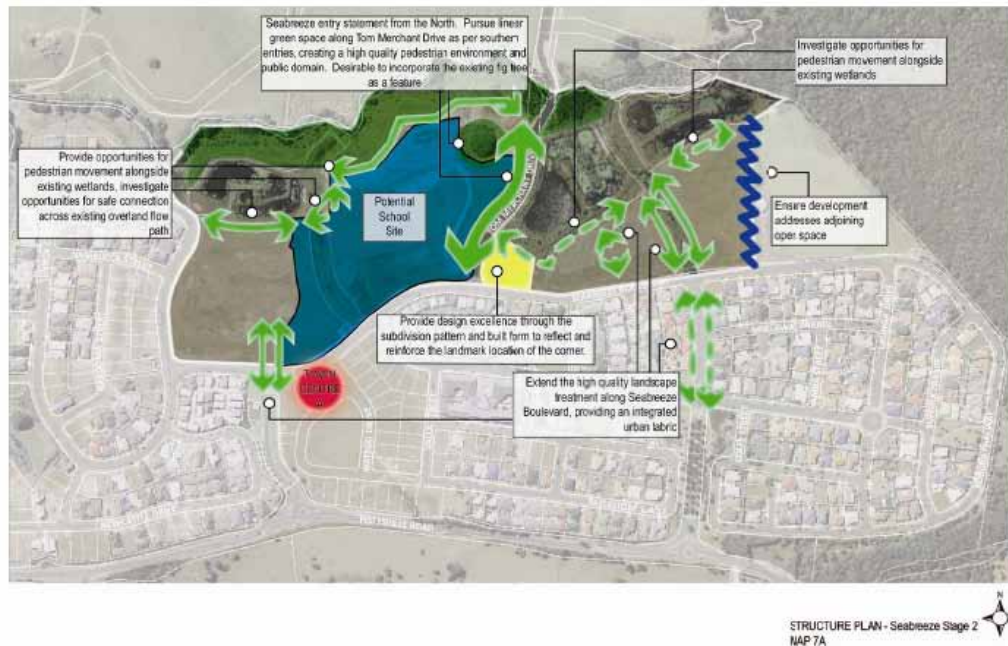 Seabreeze entry statement from the North. Pursue linear
green space along Tom Merchant Drive as per southern
entries, creating a high quality pedestrian environment and
public domain. Desirable to incorporate the existing fig tree
as a feature
Investigate opportunities for
pedestrian movement alongside
existing wetlands
Provide opportunities for
pedestrian movement alongside
existing wetlands, investigate
opportunities for safe connection
across existing overland flow
path
Potential
School
Site
Ensure development
addresses adjoining
open space
Provide design excellence through the
subdivision pattern and built form to reflect and
reinforce the landmark location of the corner.
Extend the high quality landscape
treatment along Seabreeze
Boulevard, providing an integrated
urban fabric
ROAD
N
STRUCTURE PLAN - Seabreeze Stage 2
MAP 7A